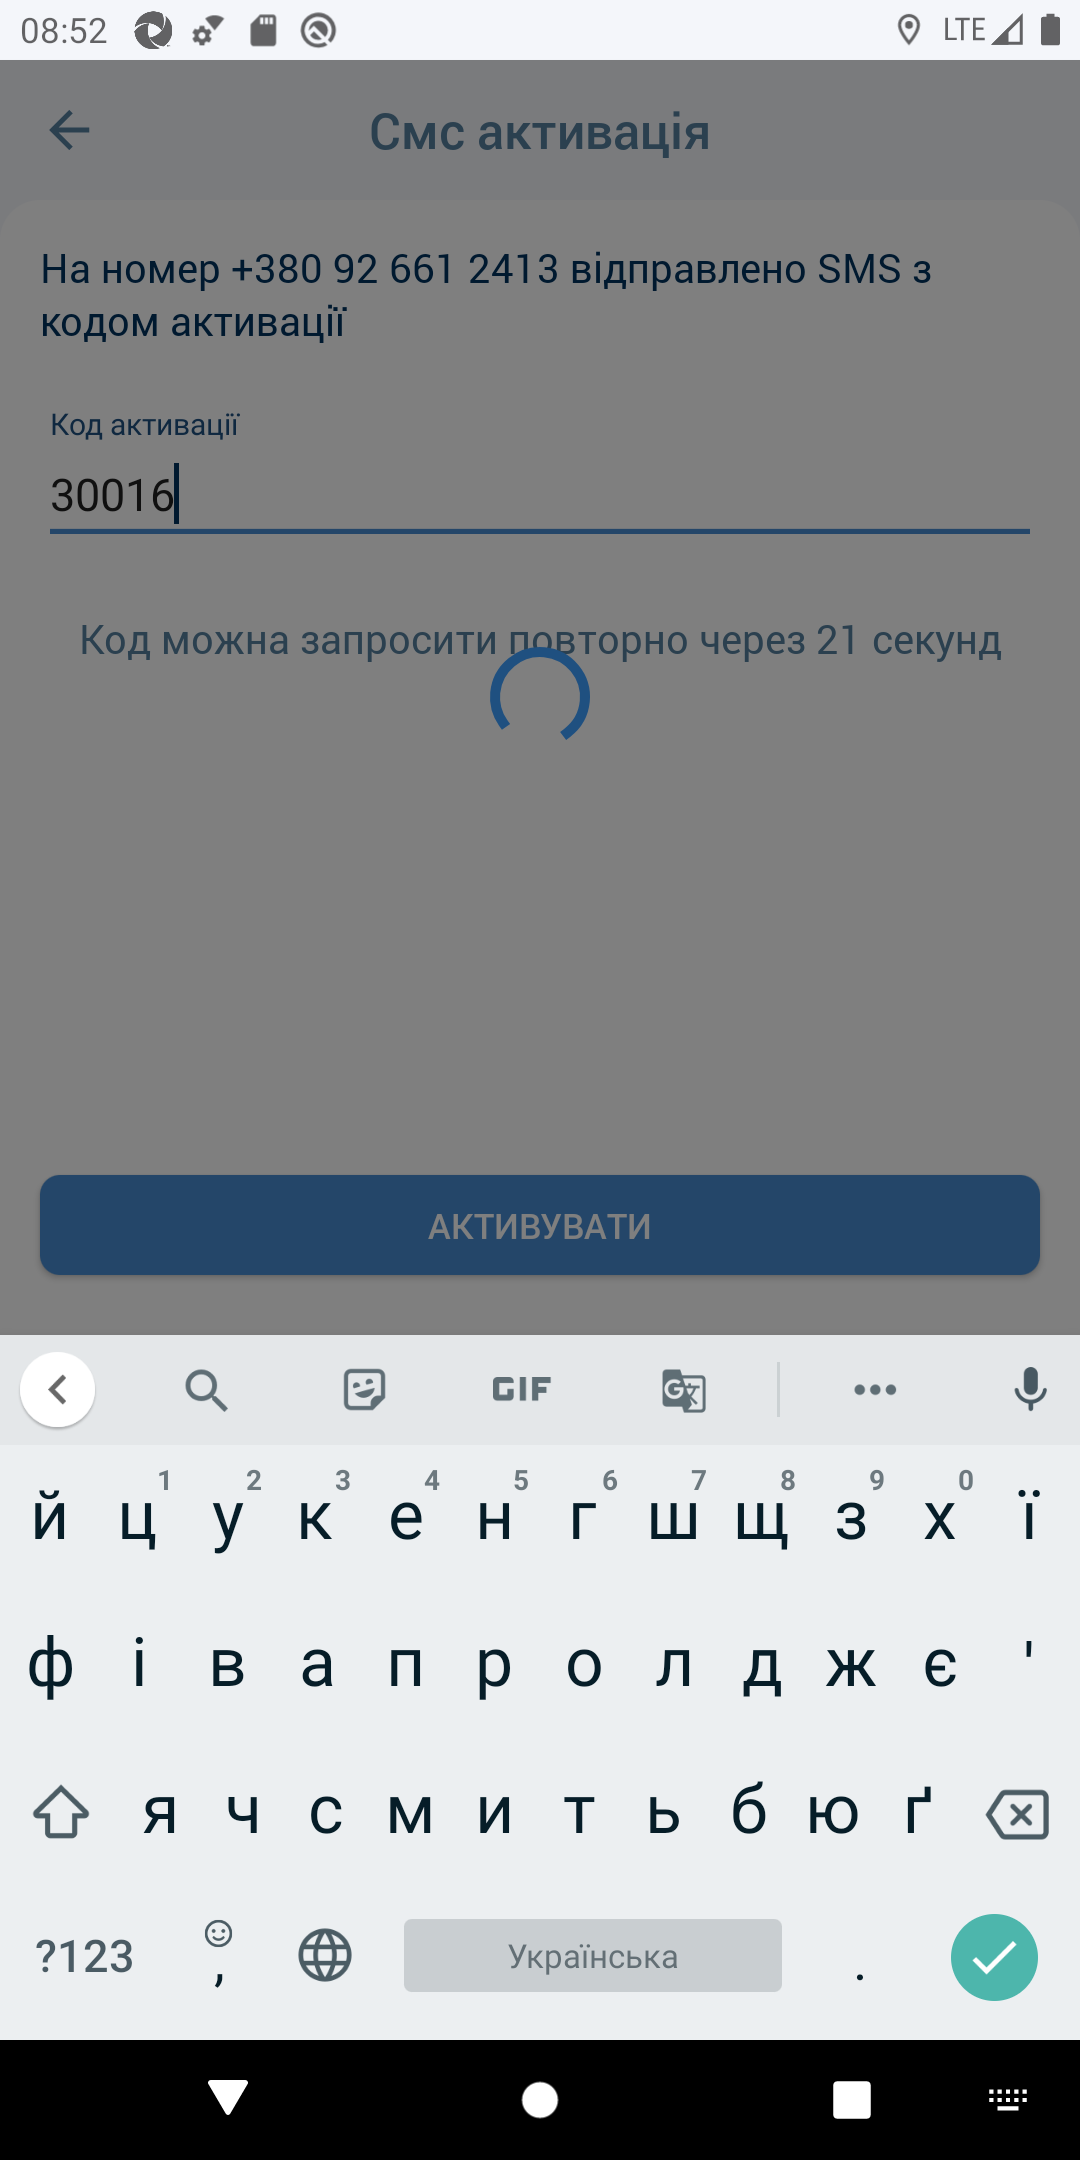 08:52 LTE
Смс активація
На номер +380 92 661 2413 відправлено SMS з
кодом активації
Код активації
30016
Код можна запросити повторно через 21 секунд
АКТИВУВАТИ
GIF G文
1 2 3 4 5 6 7 8 9 0
й ц у к е н г ш щ з х ї
ф і в а п р о л д ж є '
я ч с м и т ь б ю ґ
?123 , Українська .